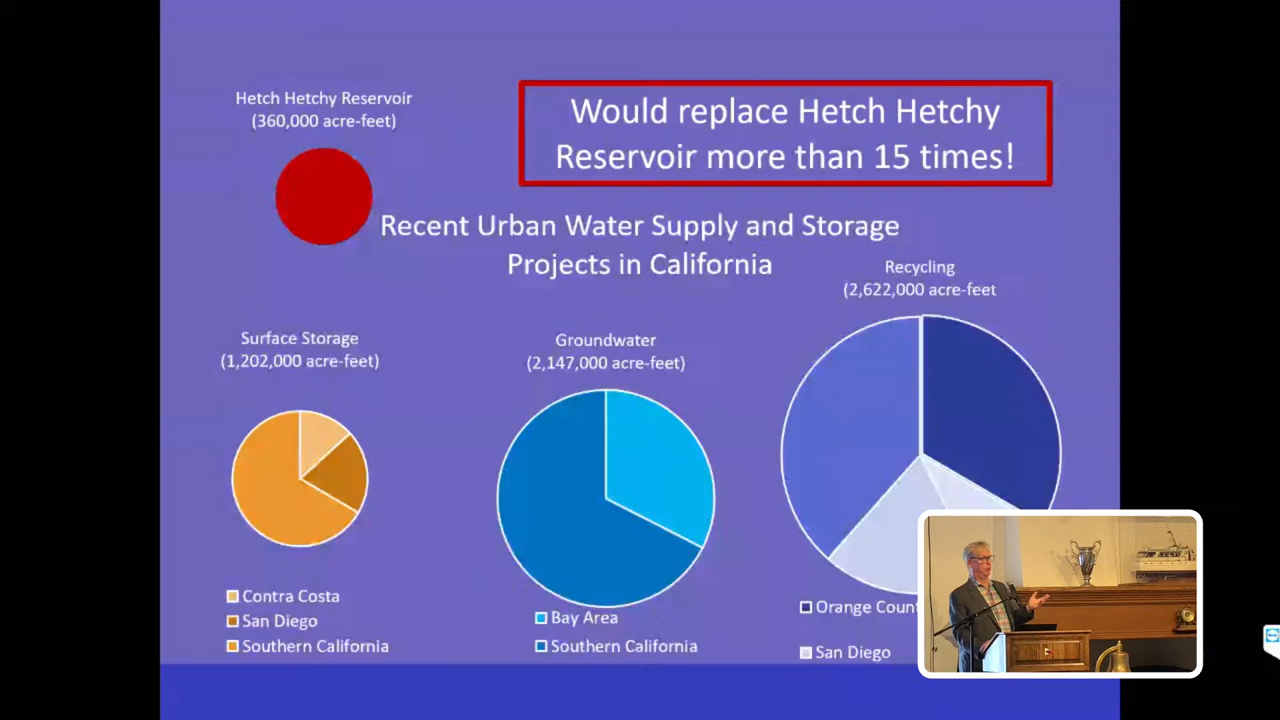 Hetch Hetchy Reservoir
(360,000 acre-feet)
Would replace Hetch Hetchy
Reservoir more than 15 times!
Recent Urban Water Supply and Storage
Projects in California
Recycling
(2,622,000 acre-feet
Surface Storage
(1,202,000 acre-feet)
Groundwater
(2,147,000 acre-feet)
Contra Costa
San Diego
Southern California
Bay Area
Southern California
Orange Coun
San Diego